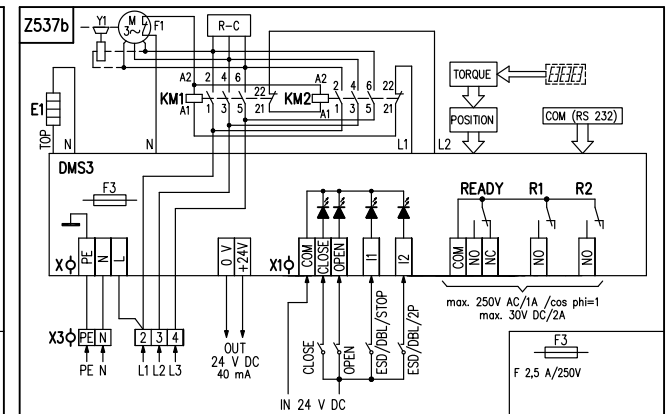 Z537b
Y1
M
3~
F1
R-C
A2
2 4 6
22
A2
2 4 6
22
KM1
KM2
A1
1 3 5
21
A1
1 3 5
21
E1
TOP
N
N
L1
L2
TORQUE
POSITION
COM (RS 232)
DMS3
F3
READY
R1
R2
X
PE
N
L
0 V
+24V
X1
COM
CLOSE
OPEN
I1
I2
COM
NO
NC
NO
NO
max. 250V AC/1A /cos phi=1
max. 30V DC/2A
X3
PE N
2 3 4
PE N
L1 L2 L3
OUT
24 V DC
40 mA
CLOSE
OPEN
ESD/DBL/STOP
ESD/DBL/2P
IN 24 V DC
F3
F 2,5 A/250V